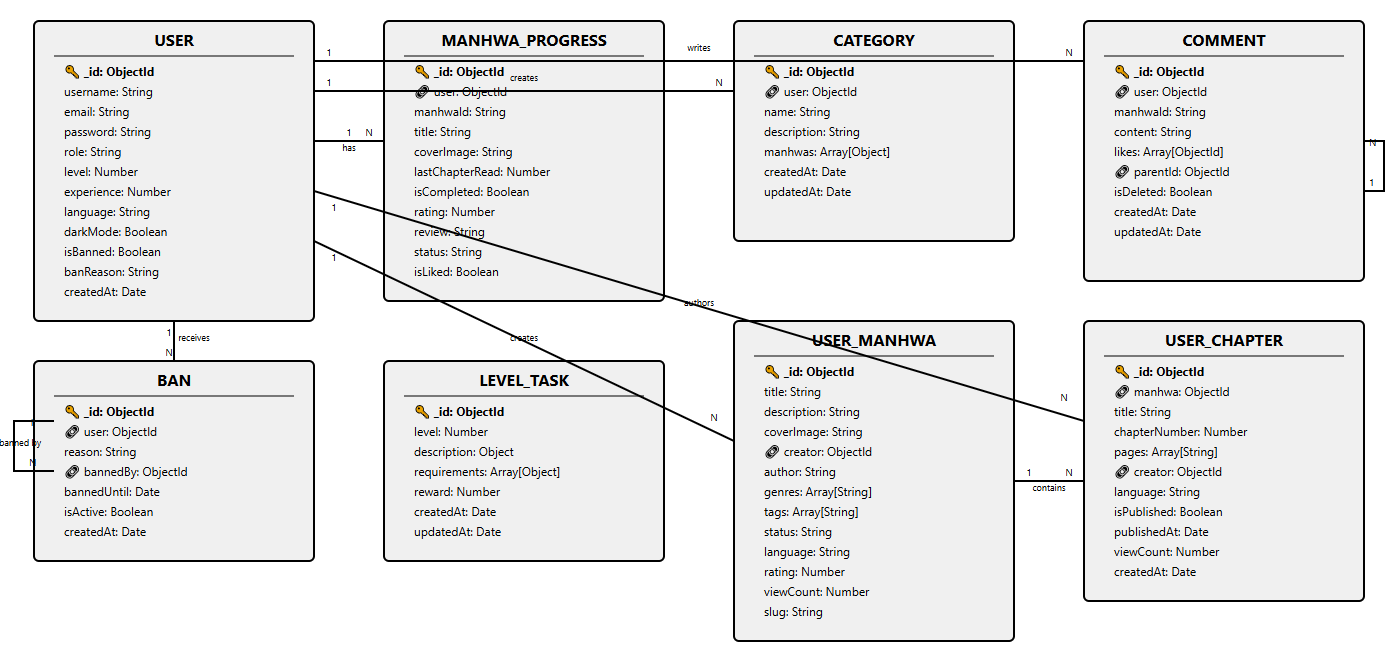 USER
_id: ObjectId
username: String
email: String
password: String
role: String
level: Number
experience: Number
language: String
darkMode: Boolean
isBanned: Boolean
banReason: String
createdAt: Date
MANHWA_PROGRESS
_id: ObjectId
user: ObjectId
manhwaId: String
title: String
coverImage: String
lastChapterRead: Number
isCompleted: Boolean
rating: Number
review: String
status: String
isLiked: Boolean
CATEGORY
_id: ObjectId
user: ObjectId
name: String
description: String
manhwas: Array[Object]
createdAt: Date
updatedAt: Date
COMMENT
_id: ObjectId
user: ObjectId
manhwaId: String
content: String
likes: Array[ObjectId]
parentId: ObjectId
isDeleted: Boolean
createdAt: Date
updatedAt: Date
1
writes
N
1
creates
N
1 N
has
N
1
1
authors
N
1
creates
N
1
receives
N
BAN
_id: ObjectId
user: ObjectId
reason: String
bannedBy: ObjectId
bannedUntil: Date
isActive: Boolean
createdAt: Date
1
banned by
N
LEVEL_TASK
_id: ObjectId
level: Number
description: Object
requirements: Array[Object]
reward: Number
createdAt: Date
updatedAt: Date
USER_MANHWA
_id: ObjectId
title: String
description: String
coverImage: String
creator: ObjectId
author: String
genres: Array[String]
tags: Array[String]
status: String
language: String
rating: Number
viewCount: Number
slug: String
1 N
contains
USER_CHAPTER
_id: ObjectId
manhwa: ObjectId
title: String
chapterNumber: Number
pages: Array[String]
creator: ObjectId
language: String
isPublished: Boolean
publishedAt: Date
viewCount: Number
createdAt: Date